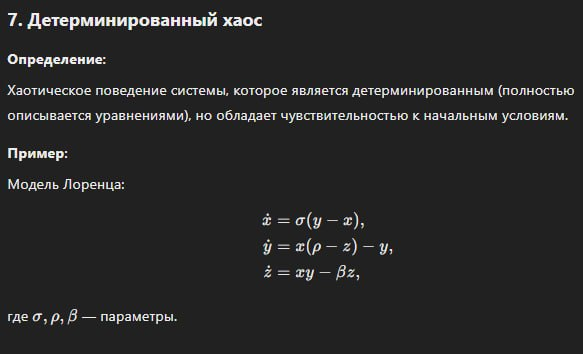 7. Детерминированный хаос
Определение:
Хаотическое поведение системы, которое является детерминированным (полностью
описывается уравнениями), но обладает чувствительностью к начальным условиям.
Пример:
Модель Лоренца:
ẋ = σ(y − x),
ẏ = x(ρ − z) − y,
ż = xy − βz,
где σ, ρ, β — параметры.